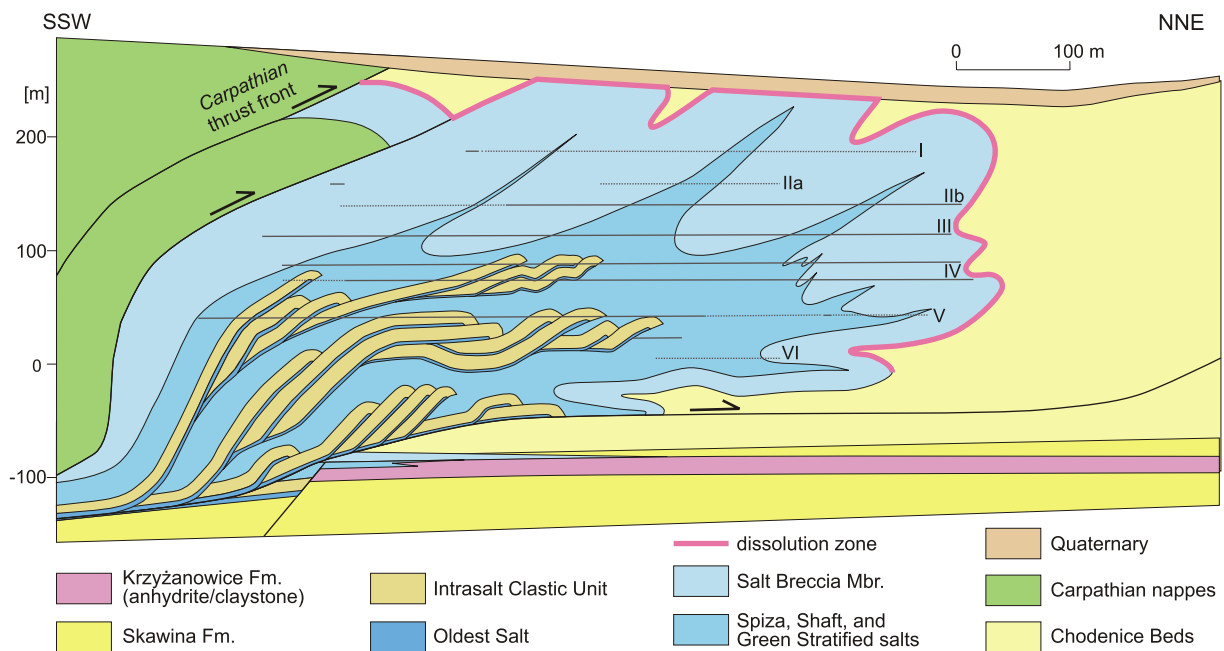 SSW
NNE
0 100 m
[m]
Carpathian
thrust front
200
100
0
-100
I
IIa
IIb
III
IV
V
VI
Krzyżanowice Fm.
(anhydrite/claystone)
Skawina Fm.
Intrasalt Clastic Unit
Oldest Salt
dissolution zone
Salt Breccia Mbr.
Spiza, Shaft, and
Green Stratified salts
Quaternary
Carpathian nappes
Chodenice Beds